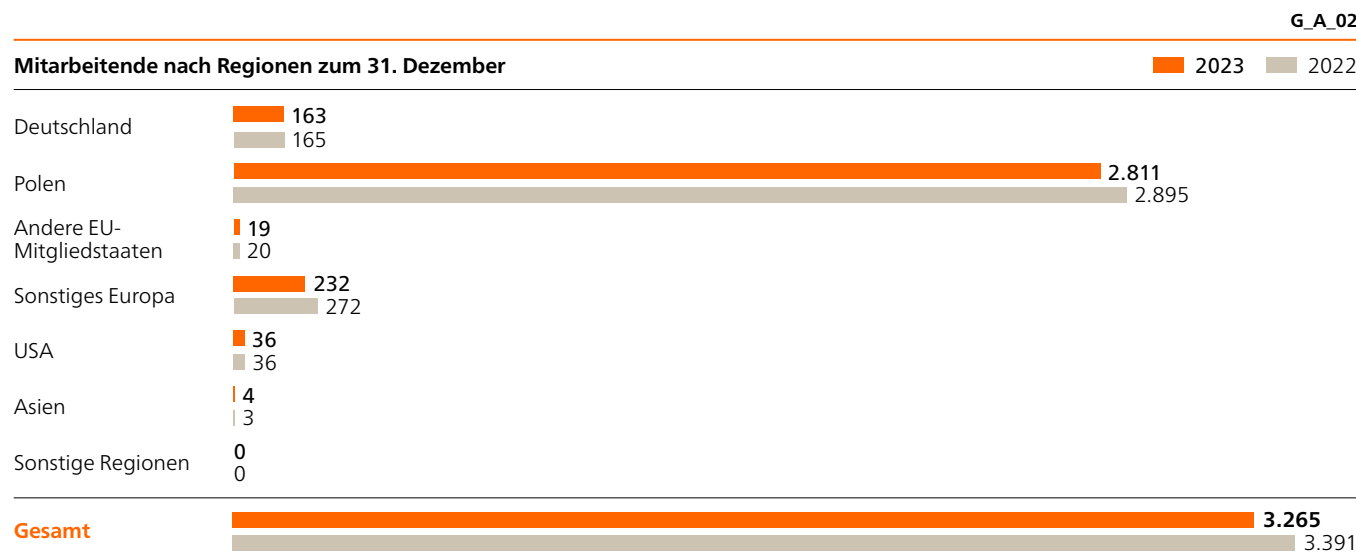 G_A_02
Mitarbeitende nach Regionen zum 31. Dezember 2023 2022
Deutschland
163
165
Polen
2.811
2.895
Andere EU-
Mitgliedstaaten
19
20
Sonstiges Europa
232
272
USA
36
36
Asien
4
3
Sonstige Regionen
0
0
Gesamt
3.265
3.391